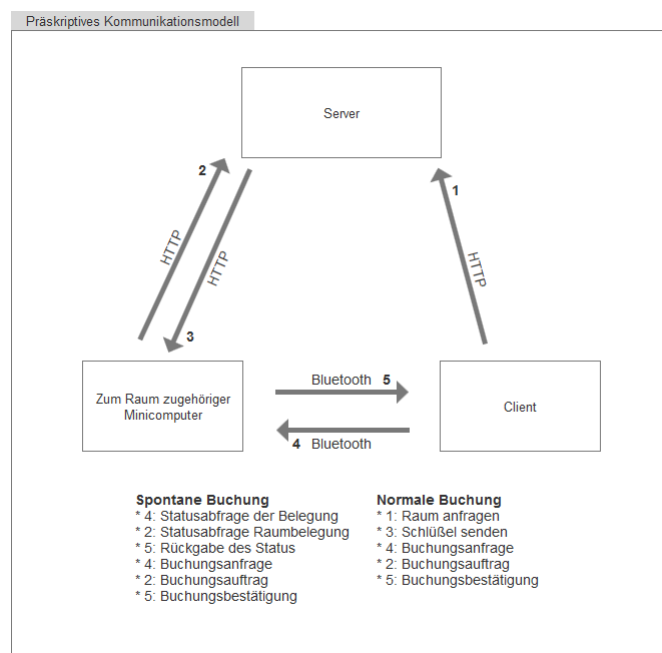 Präskriptives Kommunikationsmodell
Server
2
1
HTTP
HTTP
HTTP
3
Zum Raum zugehöriger
Minicomputer
Bluetooth 5
Client
4 Bluetooth
Spontane Buchung
* 4: Statusabfrage der Belegung
* 2: Statusabfrage Raumbelegung
* 5: Rückgabe des Status
* 4: Buchungsanfrage
* 2: Buchungsauftrag
* 5: Buchungsbestätigung
Normale Buchung
* 1: Raum anfragen
* 3: Schlüßel senden
* 4: Buchungsanfrage
* 2: Buchungsauftrag
* 5: Buchungsbestätigung